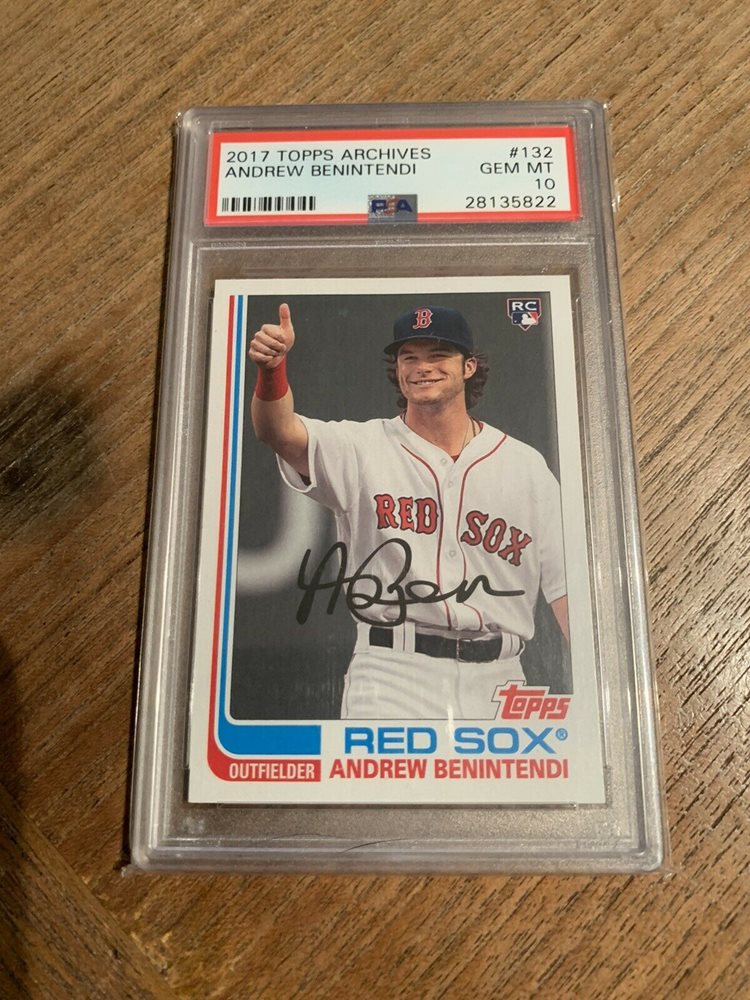 2017 TOPPS ARCHIVES #132
ANDREW BENINTENDI GEM MT
10
PSA 28135822
RC
B
RED SOX
ABen
topps
RED SOX®
OUTFIELDER ANDREW BENINTENDI